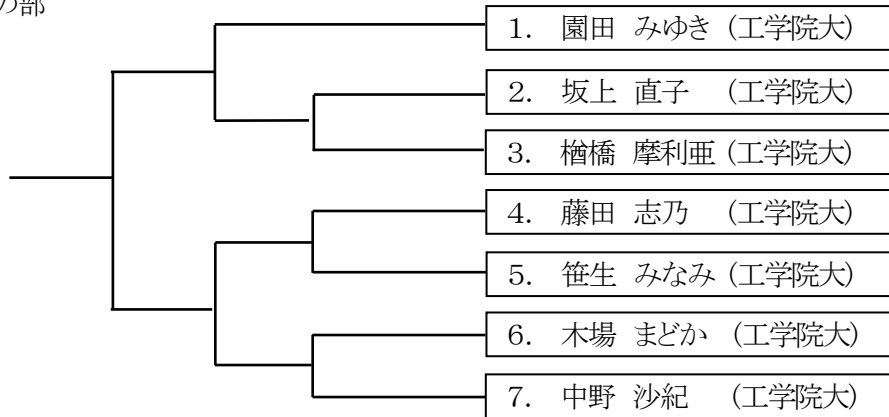 の部
1. 園田 みゆき (工学院大)
2. 坂上 直子 (工学院大)
3. 楢橋 摩利亜 (工学院大)
4. 藤田 志乃 (工学院大)
5. 笹生 みなみ (工学院大)
6. 木場 まどか (工学院大)
7. 中野 沙紀 (工学院大)